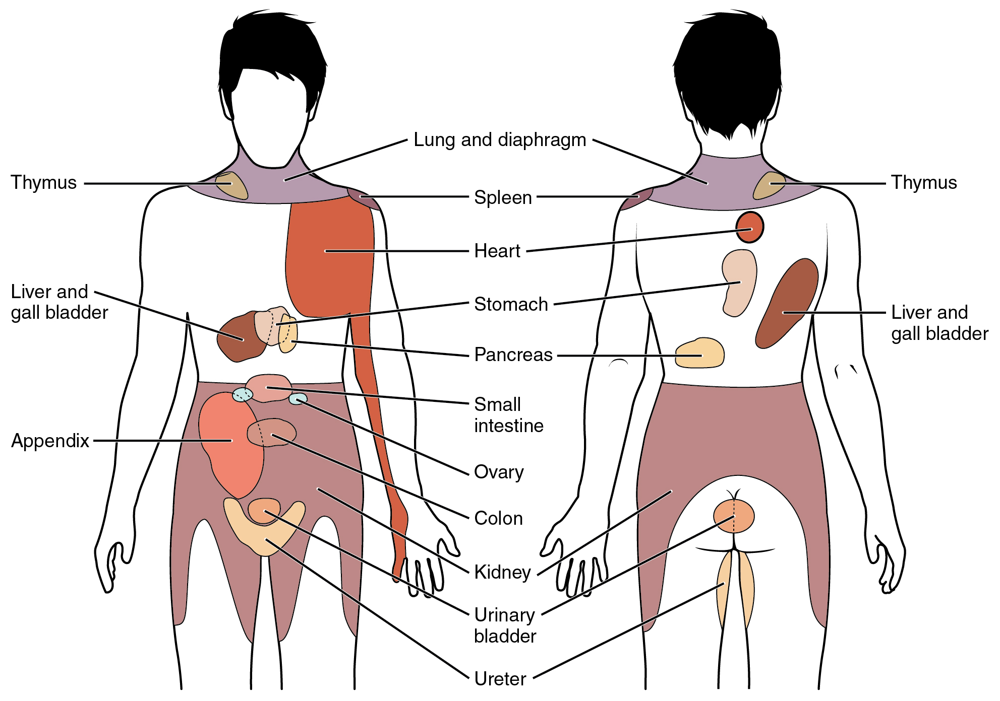 Lung and diaphragm
Thymus
Spleen
Thymus
Heart
Liver and
gall bladder
Stomach
Liver and
gall bladder
Pancreas
Small
intestine
Appendix
Ovary
Colon
Kidney
Urinary
bladder
Ureter